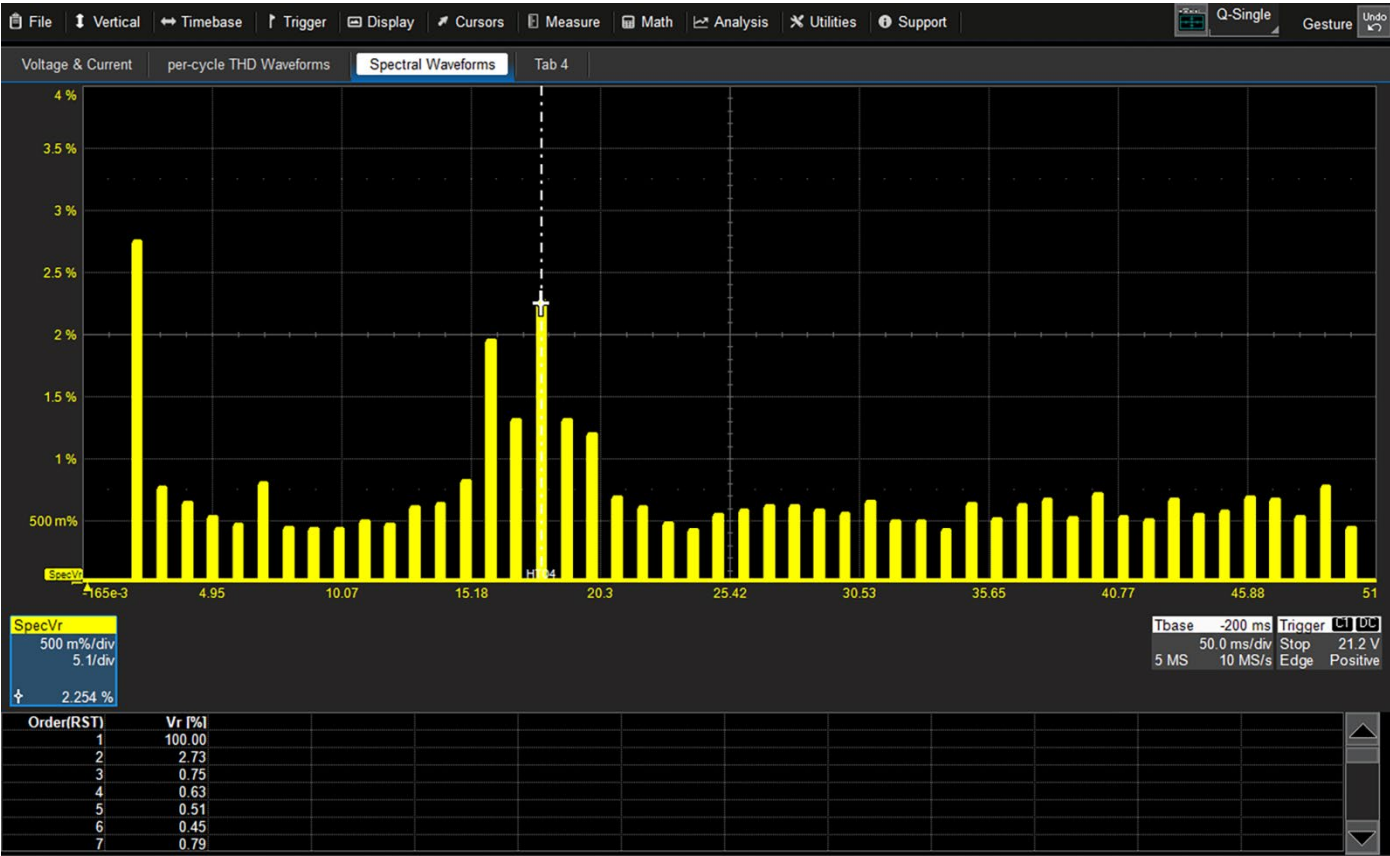 File Vertical Timebase Trigger Display Cursors Measure Math Analysis Utilities Support Q-Single Gesture Undo
Voltage & Current per-cycle THD Waveforms Spectral Waveforms Tab 4
4 %
3.5 %
3 %
2.5 %
2 %
1.5 %
1 %
500 m%
SpecVr
-165e-3 4.95 10.07 15.18 20.3 25.42 30.53 35.65 40.77 45.88 51
SpecVr
500 m%/div
5.1/div
2.254 %
Tbase -200 ms
50.0 ms/div
5 MS 10 MS/s
Trigger C1 DC
Stop 21.2 V
Edge Positive
Order(RST) Vr [%]
1 100.00
2 2.73
3 0.75
4 0.63
5 0.51
6 0.45
7 0.79